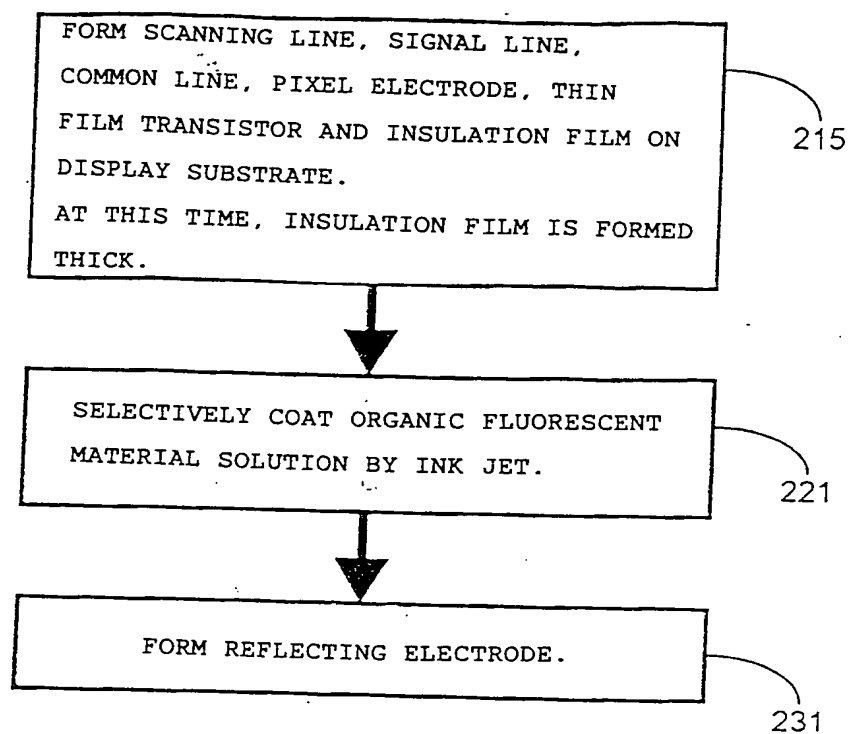 FORM SCANNING LINE, SIGNAL LINE,
COMMON LINE, PIXEL ELECTRODE, THIN
FILM TRANSISTOR AND INSULATION FILM ON
DISPLAY SUBSTRATE.
AT THIS TIME, INSULATION FILM IS FORMED
THICK.
215
SELECTIVELY COAT ORGANIC FLUORESCENT
MATERIAL SOLUTION BY INK JET.
221
FORM REFLECTING ELECTRODE.
231